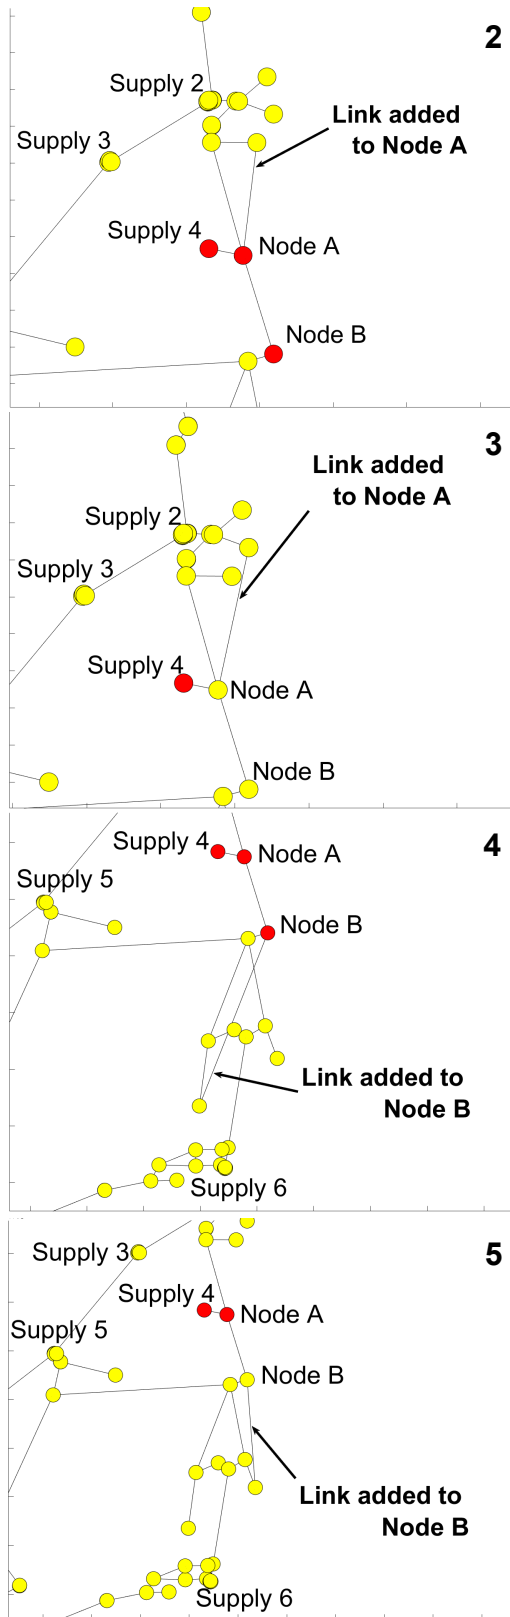 2
Supply 2
Link added
to Node A
Supply 3
Supply 4
Node A
Node B
3
Link added
to Node A
Supply 2
Supply 3
Supply 4
Node A
Node B
4
Supply 4
Node A
Supply 5
Node B
Link added to
Node B
Supply 6
5
Supply 3
Supply 4
Node A
Supply 5
Node B
Link added to
Node B
Supply 6